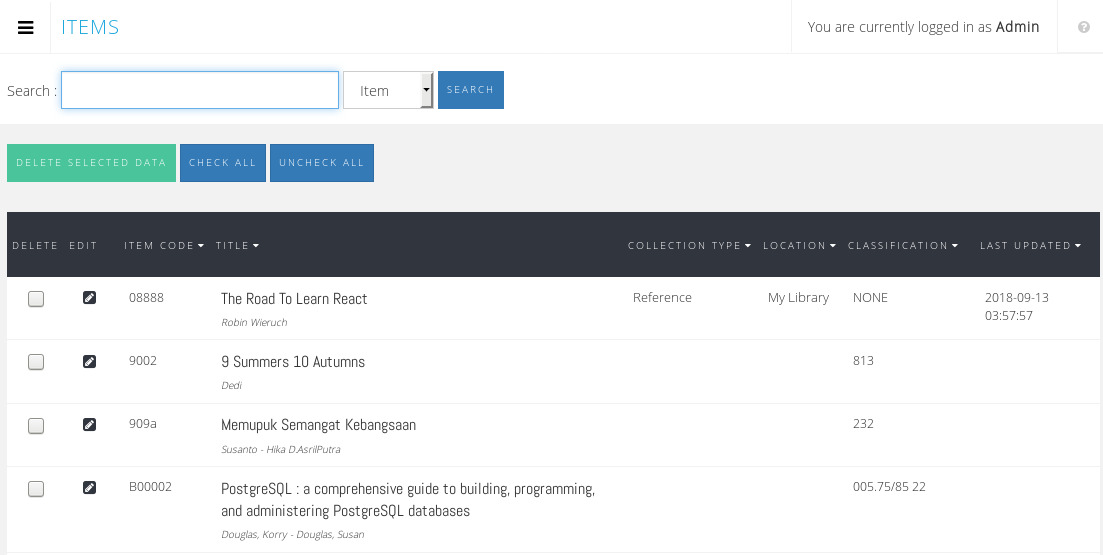 ITEMS
You are currently logged in as Admin
Search :
Item
SEARCH
DELETE SELECTED DATA
CHECK ALL
UNCHECK ALL
DELETE EDIT ITEM CODE TITLE COLLECTION TYPE LOCATION CLASSIFICATION LAST UPDATED
08888 The Road To Learn React Reference My Library NONE 2018-09-13
Robin Wieruch 03:57:57
9002 9 Summers 10 Autumns 813
Dedi
909a Memupuk Semangat Kebangsaan 232
Susanto - Hika D.AsrilPutra
B00002 PostgreSQL : a comprehensive guide to building, programming, 005.75/85 22
and administering PostgreSQL databases
Douglas, Korry - Douglas, Susan